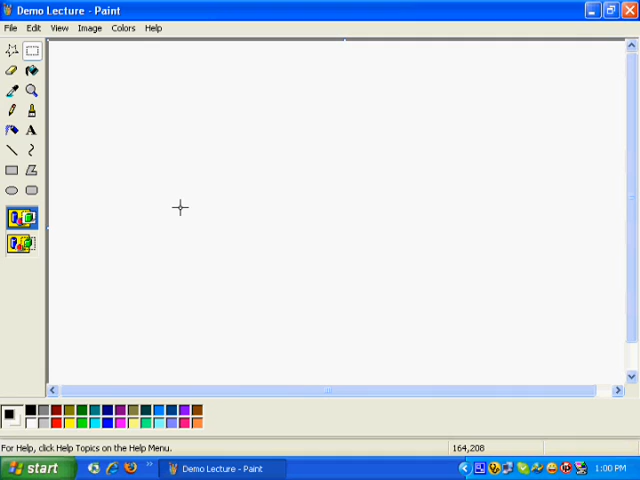 Demo Lecture - Paint
File Edit View Image Colors Help
A
For Help, click Help Topics on the Help Menu.
164,208
start
Demo Lecture - Paint
1:00 PM